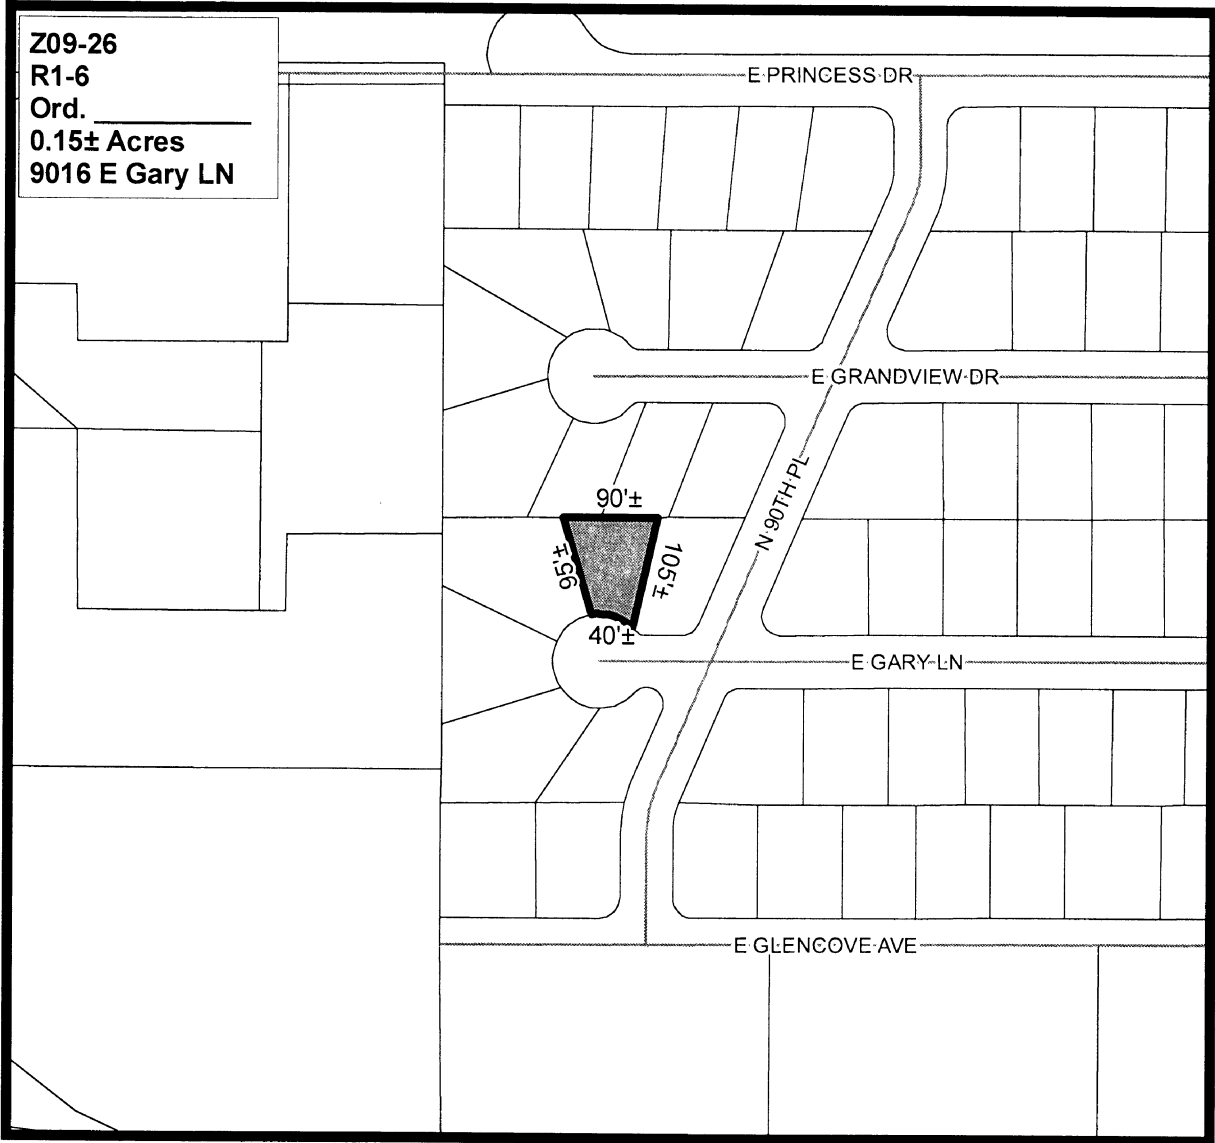 Z09-26
R1-6
Ord. ___________
0.15± Acres
9016 E Gary LN
E PRINCESS DR
E GRANDVIEW DR
N 90TH PL
90'±
95'±
105'±
40'±
E GARY LN
E GLENCOVE AVE